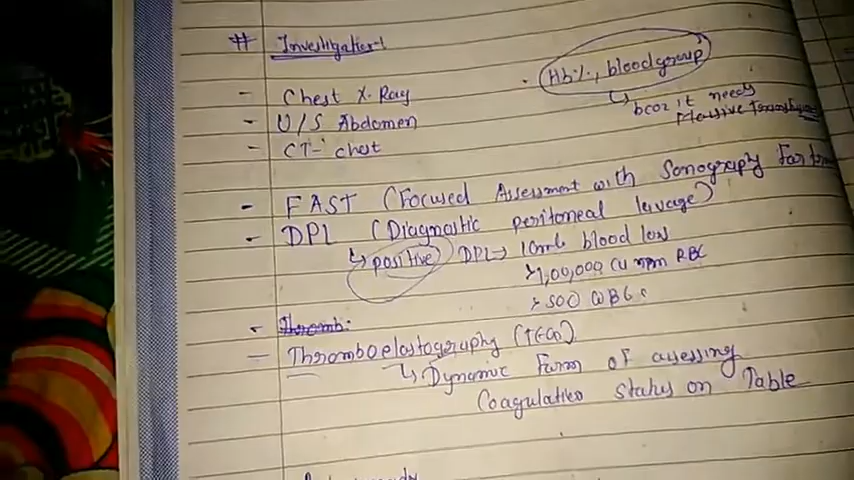 # Investigation
- Chest X-Ray
- U/S Abdomen
- CT- chest
Hb%, blood group
↳ bcoz it needs
Massive Transfusion
- FAST (Focused Assessment with Sonography For
- DPL (Diagnostic peritoneal lavage)
↳ positive DPL→ 10mL blood loss
>1,00,000 cu mm RBC
>500 WBC
- Thromb.
- Thromboelastography (TEG)
↳ Dynamic Form of assessing
Coagulation status on Table